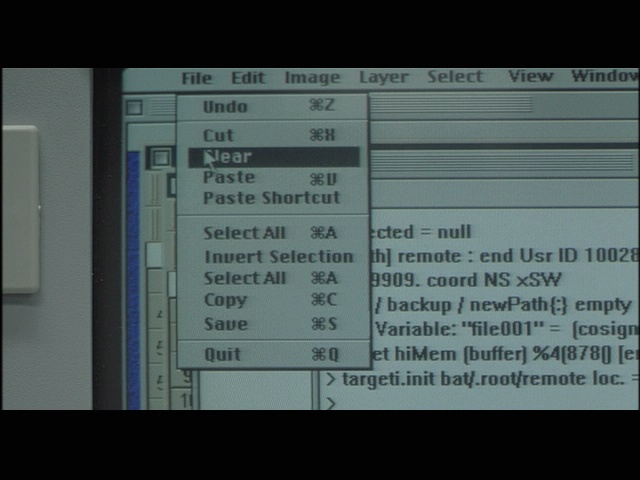 File Edit Image Layer Select View Window
Undo ⌘Z
Cut ⌘X
Clear
Paste ⌘V
Paste Shortcut
Select All ⌘A
Invert Selection
Select All ⌘A
Copy ⌘C
Save ⌘S
Quit ⌘Q
ected = null
th] remote : end Usr ID 10028
9909. coord NS xSW
/ backup / newPath{:} empty
Variable: "file001" = (cosign
et hiMem (buffer) %4(878() [e
> targeti.init bat/.root/remote loc. =
>